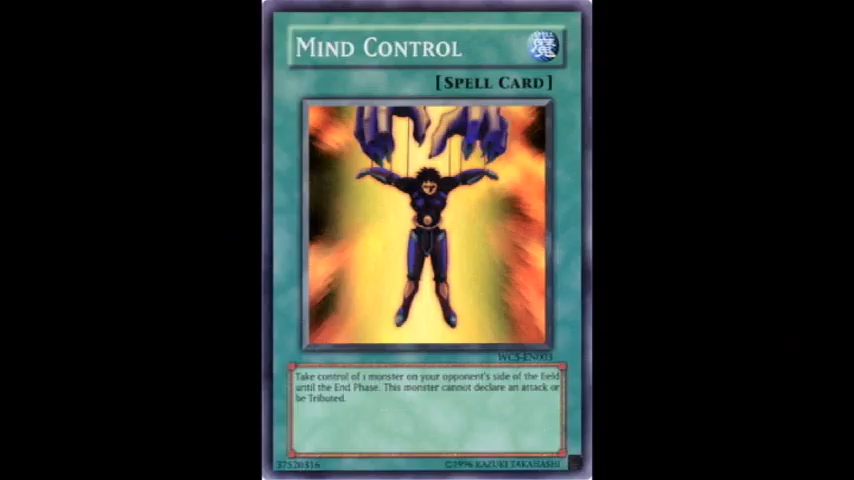 MIND CONTROL
魔
[SPELL CARD]
WC5-EN003
Take control of 1 monster on your opponent's side of the field
until the End Phase. This monster cannot declare an attack or
be Tributed.
37520316
©1996 KAZUKI TAKAHASHI